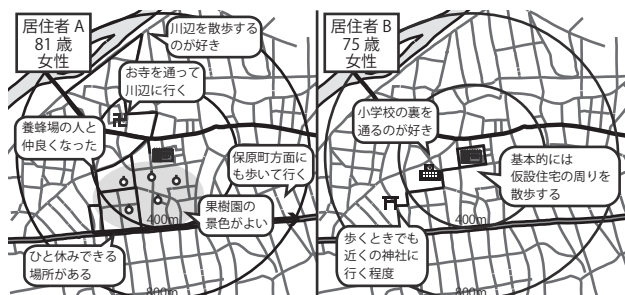 居住者 A
81 歳
女性
川辺を散歩する
のが好き
お寺を通って
川辺に行く
養蜂場の人と
仲良くなった
保原町方面に
も歩いて行く
果樹園の
景色がよい
400m
ひと休みできる
場所がある
800m
居住者 B
75 歳
女性
小学校の裏を
通るのが好き
基本的には
仮設住宅の周りを
散歩する
400m
歩くときでも
近くの神社に
行く程度
800m